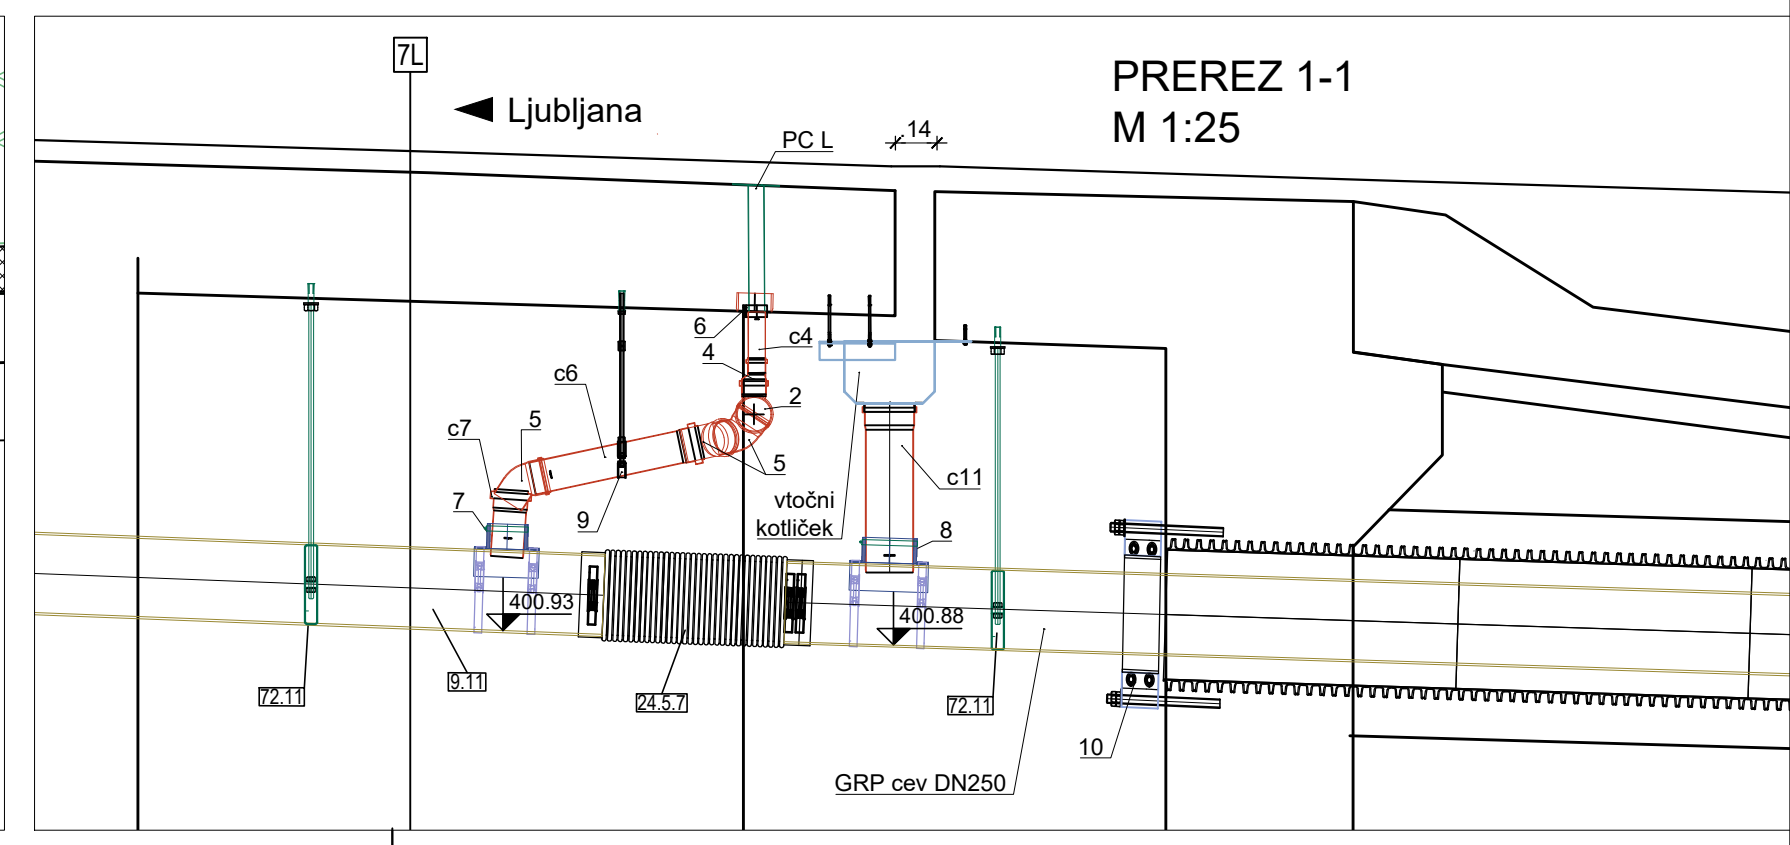 7L
Ljubljana
PREREZ 1-1
M 1:25
PC L
14
6
c4
4
c6
2
c7
5
5
c11
vtočni
kotliček
7
9
8
400.93
400.88
72.11
9.11
24.5.7
72.11
10
GRP cev DN250